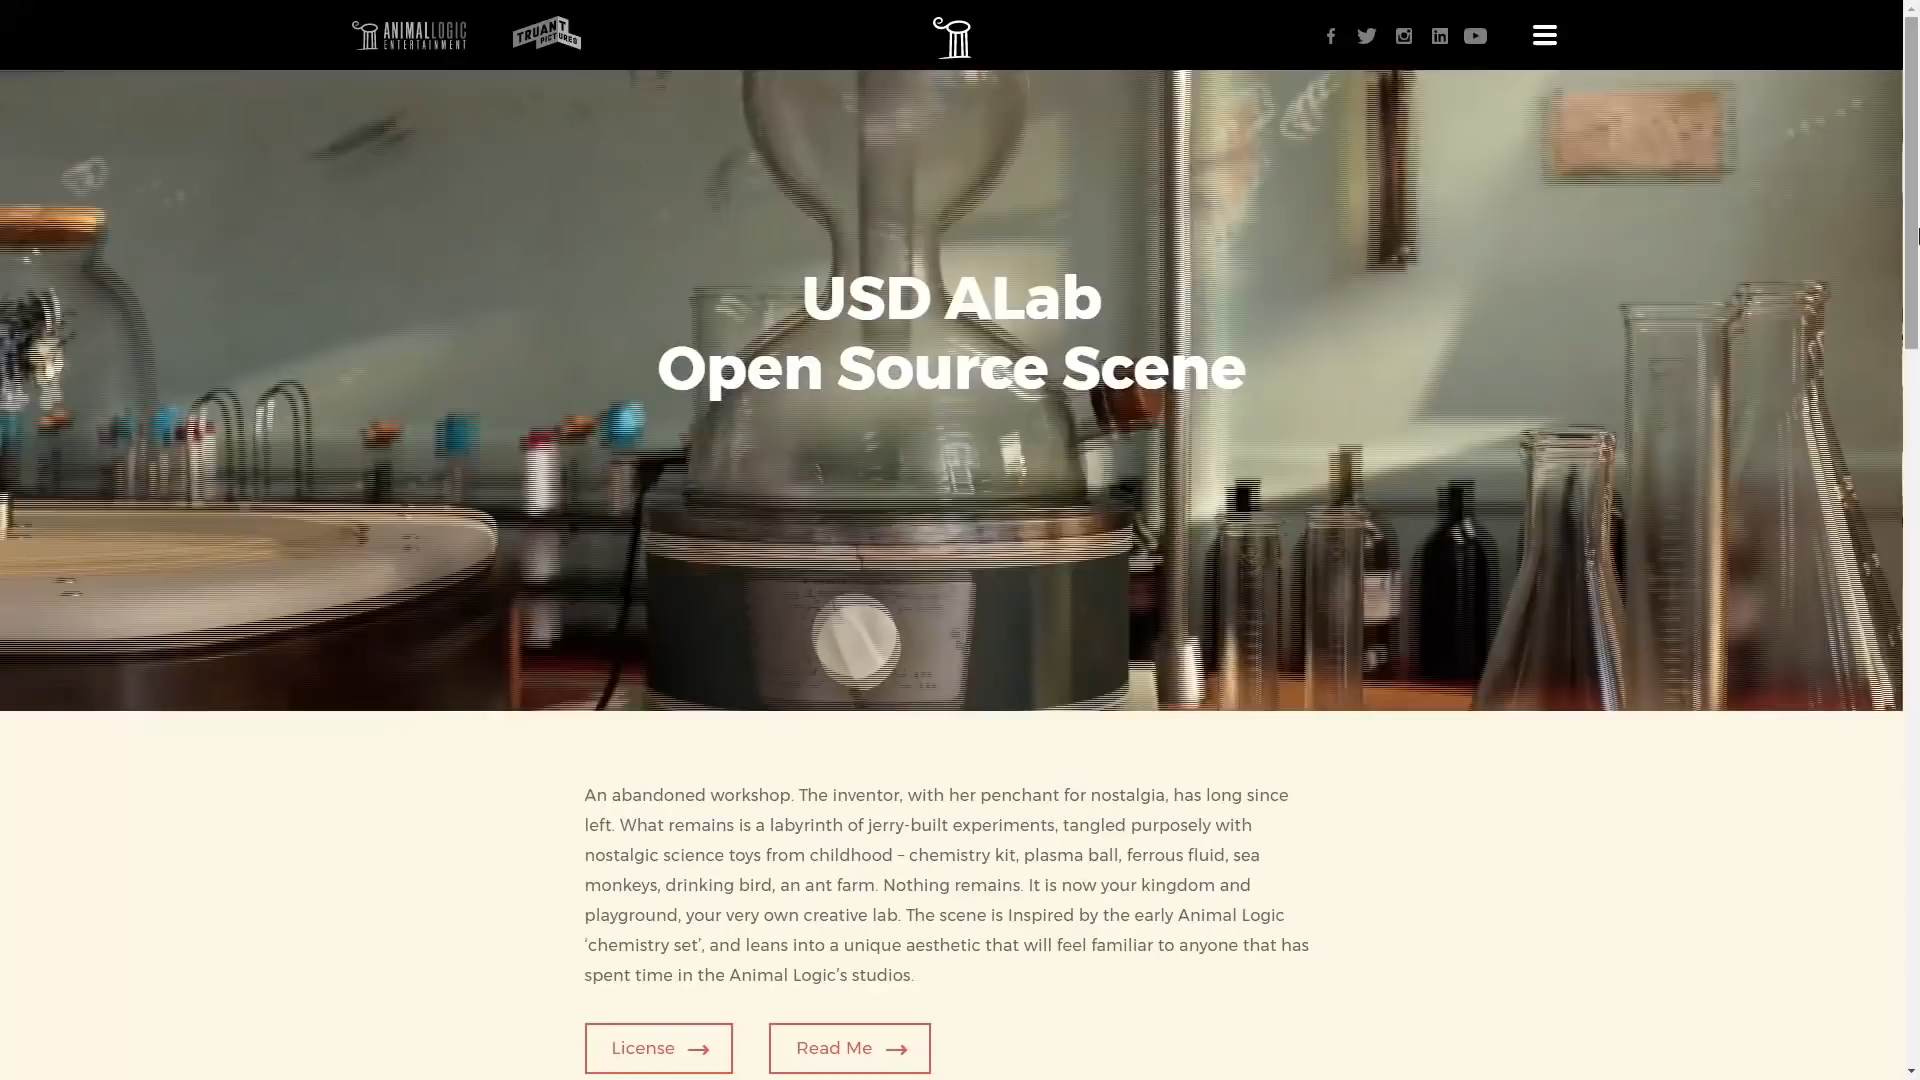 ANIMALLOGIC
ENTERTAINMENT
TRUANT
PICTURES
USD ALab
Open Source Scene
An abandoned workshop. The inventor, with her penchant for nostalgia, has long since
left. What remains is a labyrinth of jerry-built experiments, tangled purposely with
nostalgic science toys from childhood – chemistry kit, plasma ball, ferrous fluid, sea
monkeys, drinking bird, an ant farm. Nothing remains. It is now your kingdom and
playground, your very own creative lab. The scene is Inspired by the early Animal Logic
‘chemistry set’, and leans into a unique aesthetic that will feel familiar to anyone that has
spent time in the Animal Logic’s studios.
License
Read Me